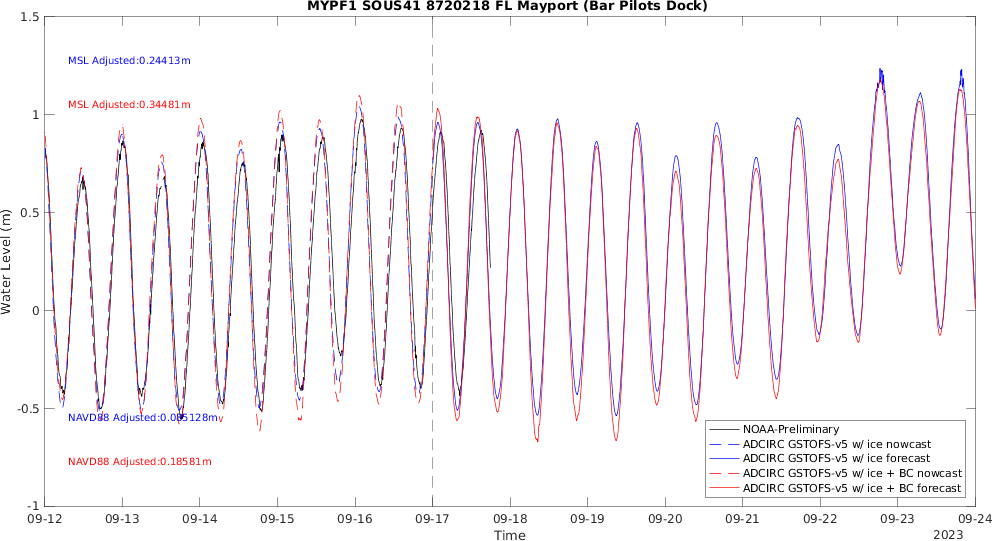 MYPF1 SOUS41 8720218 FL Mayport (Bar Pilots Dock)
1.5
1
0.5
0
-0.5
-1
Water Level (m)
MSL Adjusted:0.24413m
MSL Adjusted:0.34481m
NAVD88 Adjusted:0.085128m
NAVD88 Adjusted:0.18581m
NOAA-Preliminary
ADCIRC GSTOFS-v5 w/ ice nowcast
ADCIRC GSTOFS-v5 w/ ice forecast
ADCIRC GSTOFS-v5 w/ ice + BC nowcast
ADCIRC GSTOFS-v5 w/ ice + BC forecast
09-12 09-13 09-14 09-15 09-16 09-17 09-18 09-19 09-20 09-21 09-22 09-23 09-24
Time
2023